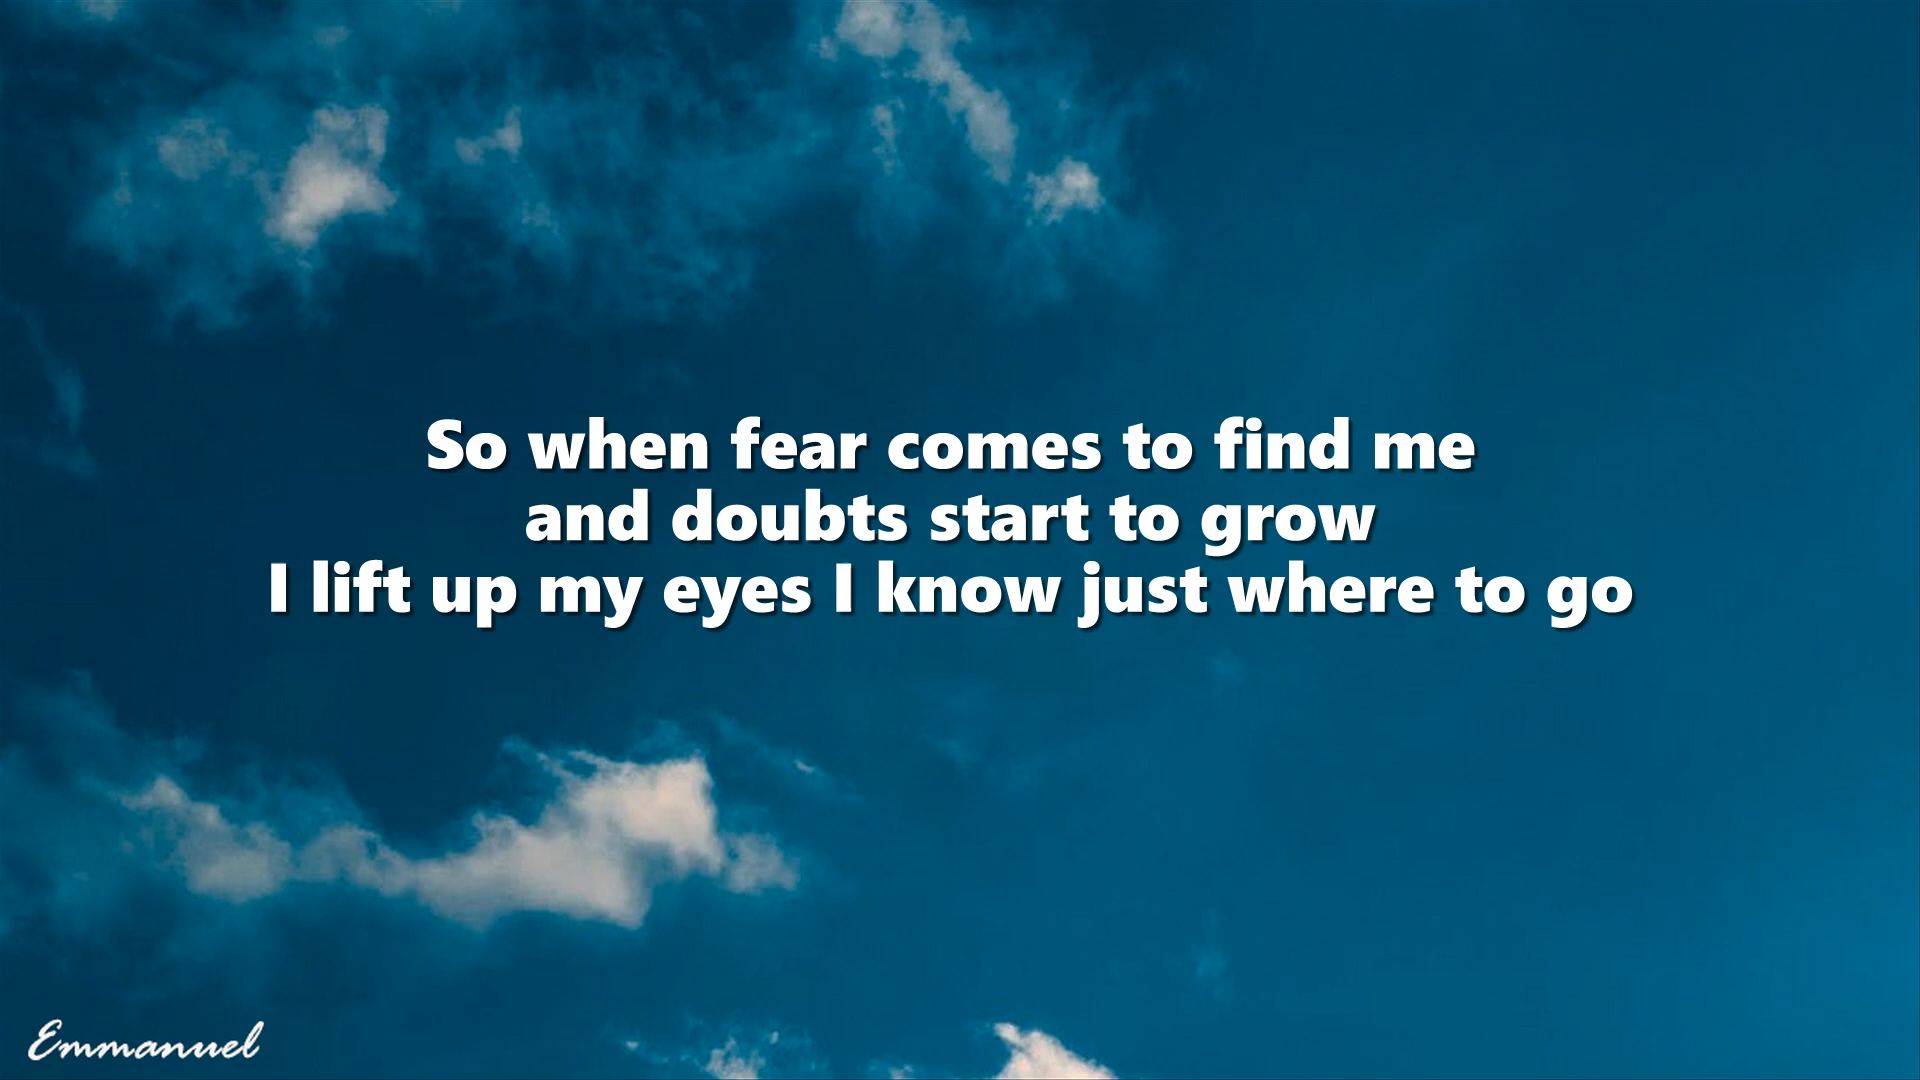 So when fear comes to find me
and doubts start to grow
I lift up my eyes I know just where to go
Emmanuel